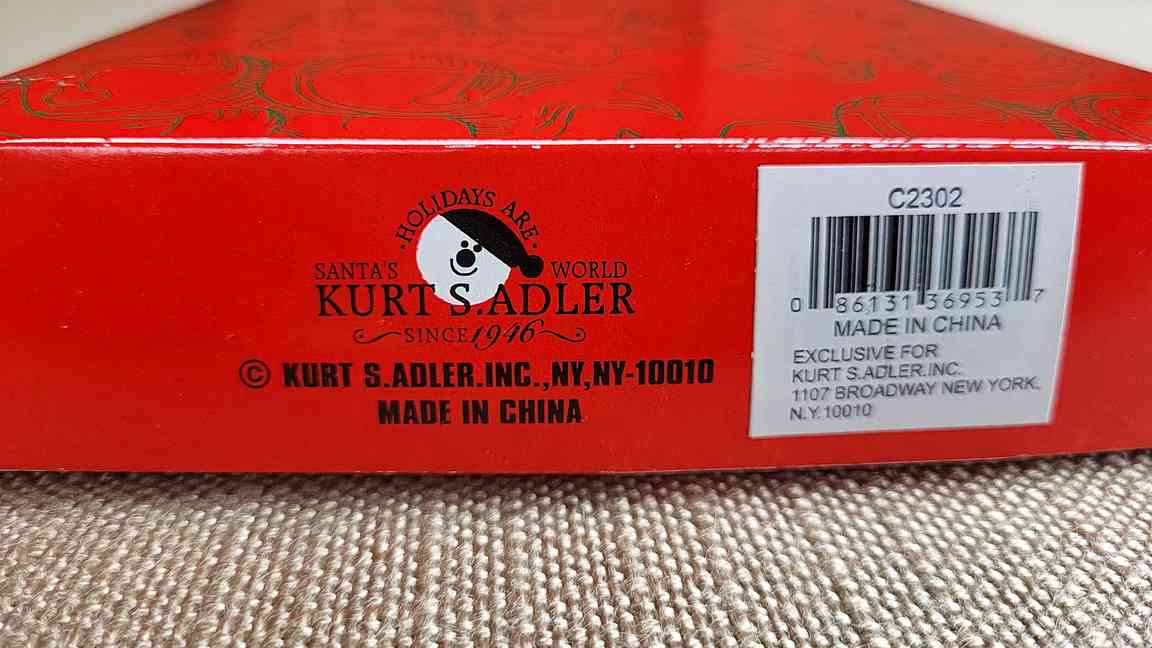 HOLIDAYS ARE
SANTA'S WORLD
KURT S.ADLER
SINCE 1946
© KURT S.ADLER.INC.,NY,NY-10010
MADE IN CHINA
C2302
0 86131 36953 7
MADE IN CHINA
EXCLUSIVE FOR
KURT S.ADLER.INC.
1107 BROADWAY NEW YORK,
N.Y.10010